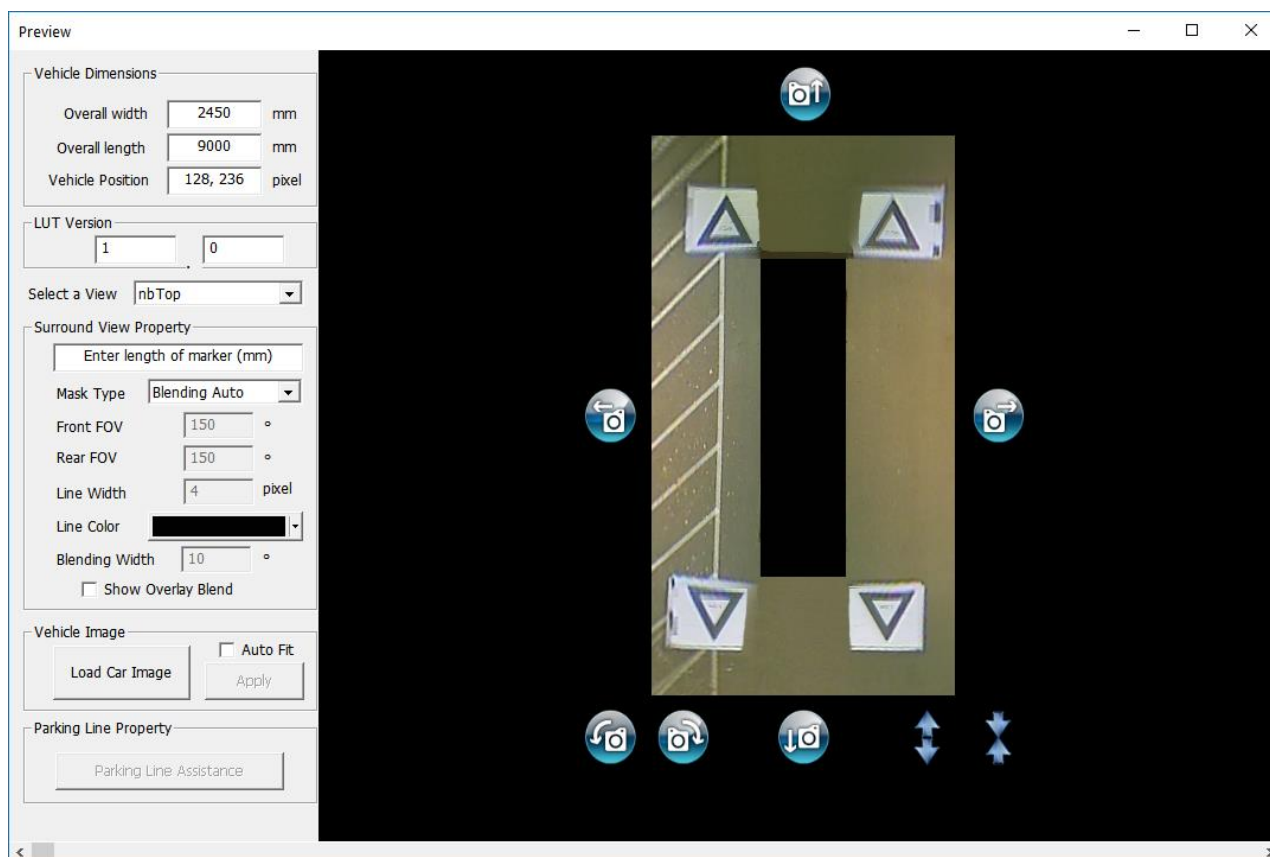 Preview
Vehicle Dimensions
Overall width 2450 mm
Overall length 9000 mm
Vehicle Position 128, 236 pixel
LUT Version
1 . 0
Select a View nbTop
Surround View Property
Enter length of marker (mm)
Mask Type Blending Auto
Front FOV 150 °
Rear FOV 150 °
Line Width 4 pixel
Line Color
Blending Width 10 °
Show Overlay Blend
Vehicle Image
Auto Fit
Load Car Image
Apply
Parking Line Property
Parking Line Assistance